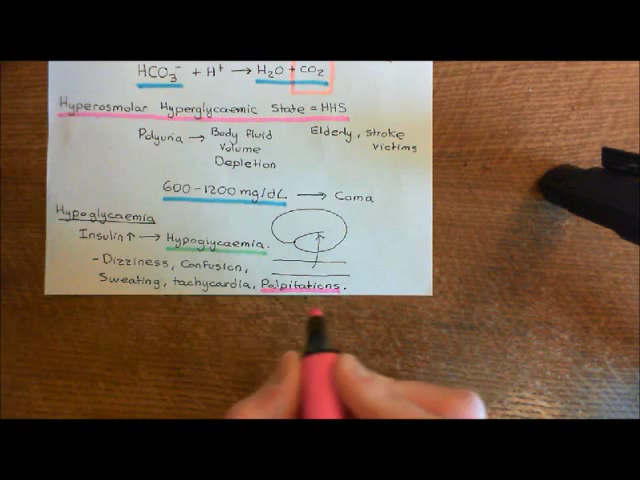 HCO₃⁻ + H⁺ → H₂O + CO₂
Hyperosmolar Hyperglycaemic State = HHS
Polyuria → Body fluid Volume Depletion
Elderly, stroke victims
600-1200 mg/dL → Coma
Hypoglycaemia
Insulin↑ → Hypoglycaemia.
- Dizziness, Confusion,
Sweating, tachycardia, Palpitations.